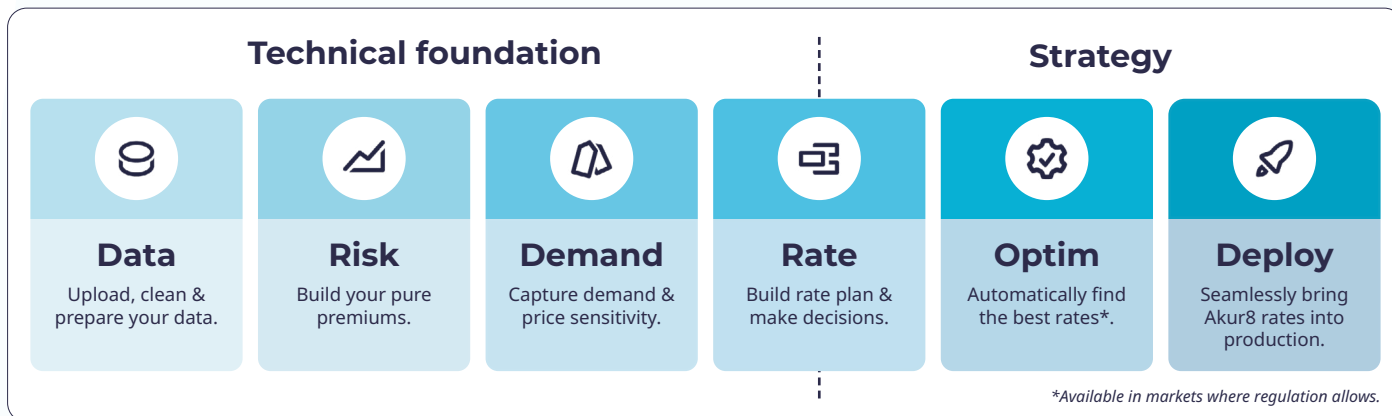 Technical foundation
Strategy
Data
Upload, clean &
prepare your data.
Risk
Build your pure
premiums.
Demand
Capture demand &
price sensitivity.
Rate
Build rate plan &
make decisions.
Optim
Automatically find
the best rates*.
Deploy
Seamlessly bring
Akur8 rates into
production.
*Available in markets where regulation allows.